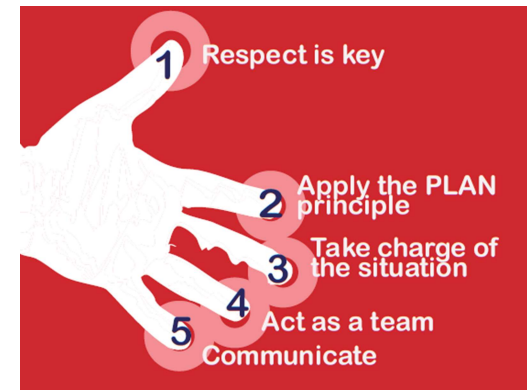 1 Respect is key
2 Apply the PLAN
principle
3 Take charge of
the situation
4 Act as a team
5 Communicate